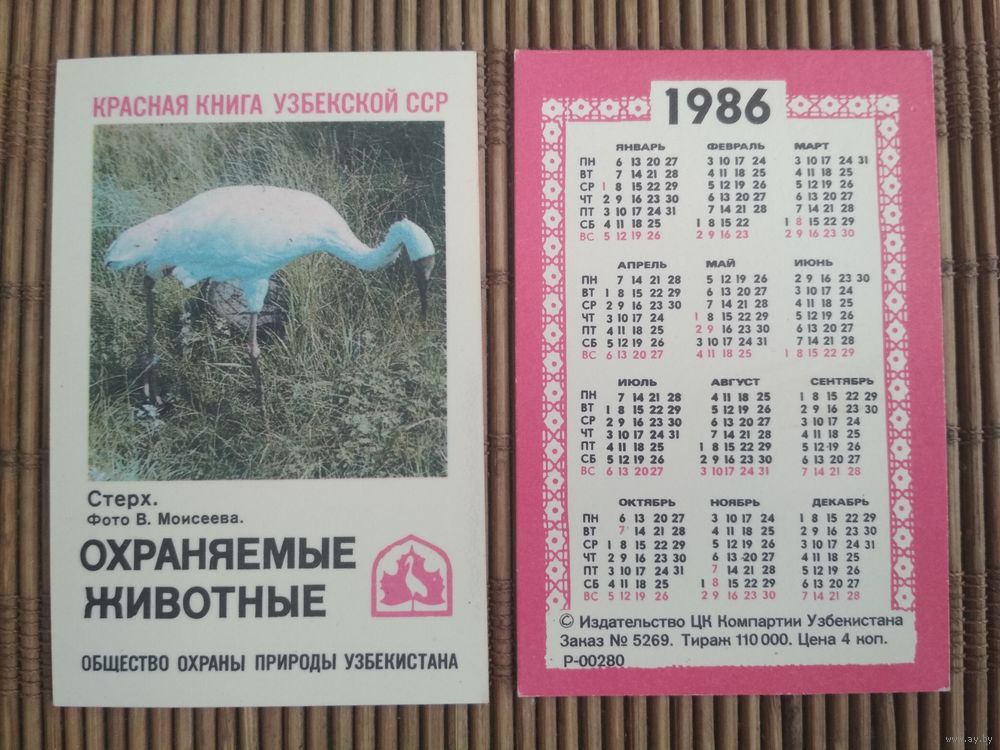 КРАСНАЯ КНИГА УЗБЕКСКОЙ ССР
Стерх.
Фото В. Моисеева.
ОХРАНЯЕМЫЕ
ЖИВОТНЫЕ
ОБЩЕСТВО ОХРАНЫ ПРИРОДЫ УЗБЕКИСТАНА
1986
ЯНВАРЬ ФЕВРАЛЬ МАРТ
ПН 6 13 20 27 3 10 17 24 3 10 17 24 31
ВТ 7 14 21 28 4 11 18 25 4 11 18 25
СР 1 8 15 22 29 5 12 19 26 5 12 19 26
ЧТ 2 9 16 23 30 6 13 20 27 6 13 20 27
ПТ 3 10 17 24 31 7 14 21 28 7 14 21 28
СБ 4 11 18 25 1 8 15 22 1 8 15 22 29
ВС 5 12 19 26 2 9 16 23 2 9 16 23 30
АПРЕЛЬ МАЙ ИЮНЬ
ПН 7 14 21 28 5 12 19 26 2 9 16 23 30
ВТ 1 8 15 22 29 6 13 20 27 3 10 17 24
СР 2 9 16 23 30 7 14 21 28 4 11 18 25
ЧТ 3 10 17 24 1 8 15 22 29 5 12 19 26
ПТ 4 11 18 25 2 9 16 23 30 6 13 20 27
СБ 5 12 19 26 3 10 17 24 31 7 14 21 28
ВС 6 13 20 27 4 11 18 25 1 8 15 22 29
ИЮЛЬ АВГУСТ СЕНТЯБРЬ
ПН 7 14 21 28 4 11 18 25 1 8 15 22 29
ВТ 1 8 15 22 29 5 12 19 26 2 9 16 23 30
СР 2 9 16 23 30 6 13 20 27 3 10 17 24
ЧТ 3 10 17 24 31 7 14 21 28 4 11 18 25
ПТ 4 11 18 25 1 8 15 22 29 5 12 19 26
СБ 5 12 19 26 2 9 16 23 30 6 13 20 27
ВС 6 13 20 27 3 10 17 24 31 7 14 21 28
ОКТЯБРЬ НОЯБРЬ ДЕКАБРЬ
ПН 6 13 20 27 3 10 17 24 1 8 15 22 29
ВТ 7 14 21 28 4 11 18 25 2 9 16 23 30
СР 1 8 15 22 29 5 12 19 26 3 10 17 24 31
ЧТ 2 9 16 23 30 6 13 20 27 4 11 18 25
ПТ 3 10 17 24 31 7 14 21 28 5 12 19 26
СБ 4 11 18 25 1 8 15 22 29 6 13 20 27
ВС 5 12 19 26 2 9 16 23 30 7 14 21 28
© Издательство ЦК Компартии Узбекистана
Заказ № 5269. Тираж 110 000. Цена 4 коп.
Р-00280
www.ay.by